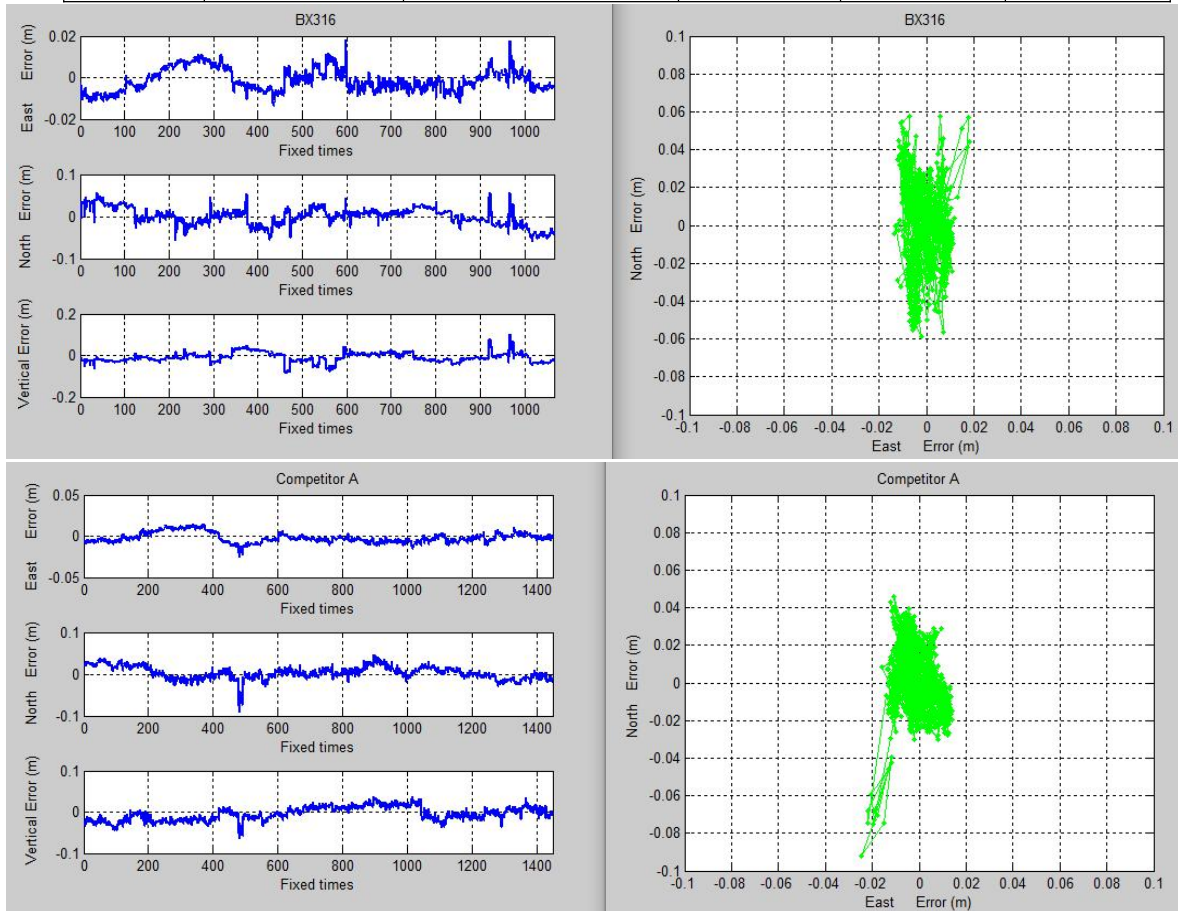 BX316
East Error (m)
0.02
0
-0.02
0 100 200 300 400 500 600 700 800 900 1000
Fixed times
North Error (m)
0.1
0
-0.1
0 100 200 300 400 500 600 700 800 900 1000
Fixed times
Vertical Error (m)
0.2
0
-0.2
0 100 200 300 400 500 600 700 800 900 1000
Fixed times
BX316
North Error (m)
0.1
0.08
0.06
0.04
0.02
0
-0.02
-0.04
-0.06
-0.08
-0.1
-0.1 -0.08 -0.06 -0.04 -0.02 0 0.02 0.04 0.06 0.08 0.1
East Error (m)
Competitor A
East Error (m)
0.05
0
-0.05
0 200 400 600 800 1000 1200 1400
Fixed times
North Error (m)
0.1
0
-0.1
0 200 400 600 800 1000 1200 1400
Fixed times
Vertical Error (m)
0.1
0
-0.1
0 200 400 600 800 1000 1200 1400
Fixed times
Competitor A
North Error (m)
0.1
0.08
0.06
0.04
0.02
0
-0.02
-0.04
-0.06
-0.08
-0.1
-0.1 -0.08 -0.06 -0.04 -0.02 0 0.02 0.04 0.06 0.08 0.1
East Error (m)